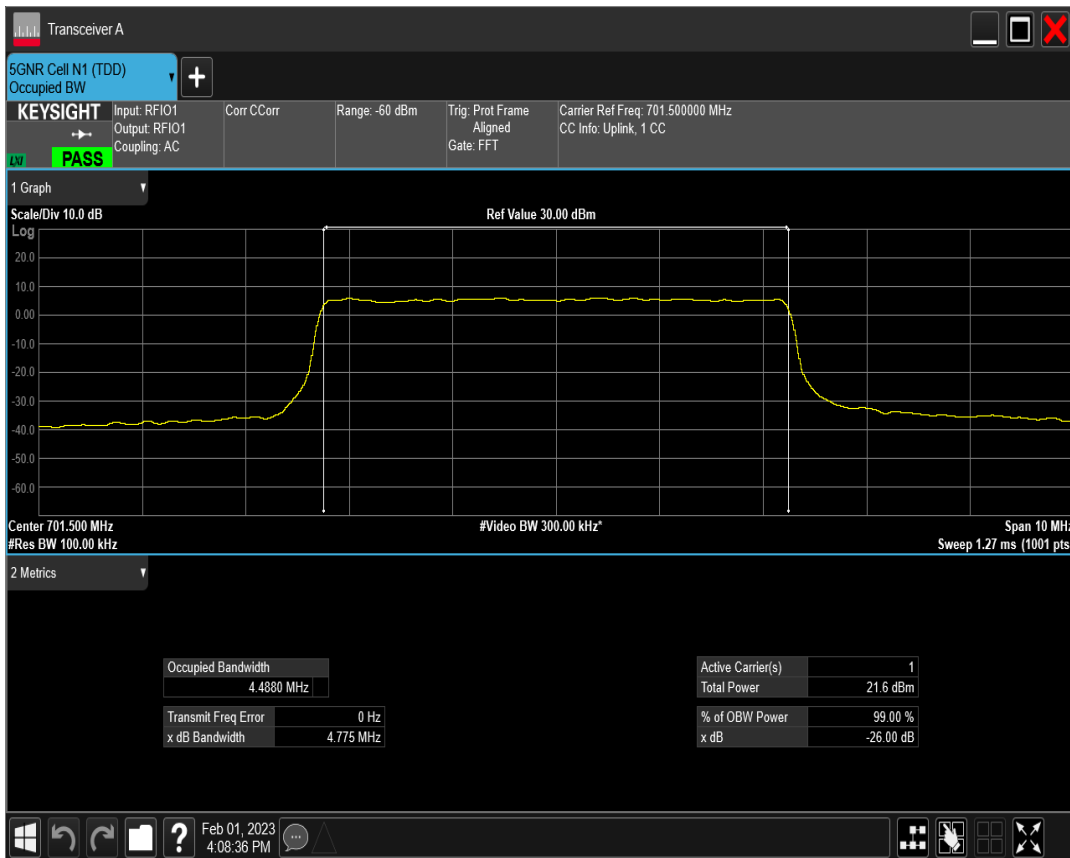 Transceiver A
5GNR Cell N1 (TDD)
Occupied BW
+
KEYSIGHT
LXI
PASS
Input: RFIO1
Output: RFIO1
Coupling: AC
Corr CCorr
Range: -60 dBm
Trig: Prot Frame
Aligned
Gate: FFT
Carrier Ref Freq: 701.500000 MHz
CC Info: Uplink, 1 CC
1 Graph
Scale/Div 10.0 dB
Ref Value 30.00 dBm
Log
20.0
10.0
0.00
-10.0
-20.0
-30.0
-40.0
-50.0
-60.0
Center 701.500 MHz
#Video BW 300.00 kHz*
Span 10 MHz
#Res BW 100.00 kHz
Sweep 1.27 ms (1001 pts
2 Metrics
Occupied Bandwidth
4.4880 MHz
Transmit Freq Error 0 Hz
x dB Bandwidth 4.775 MHz
Active Carrier(s) 1
Total Power 21.6 dBm
% of OBW Power 99.00 %
x dB -26.00 dB
?
Feb 01, 2023
4:08:36 PM